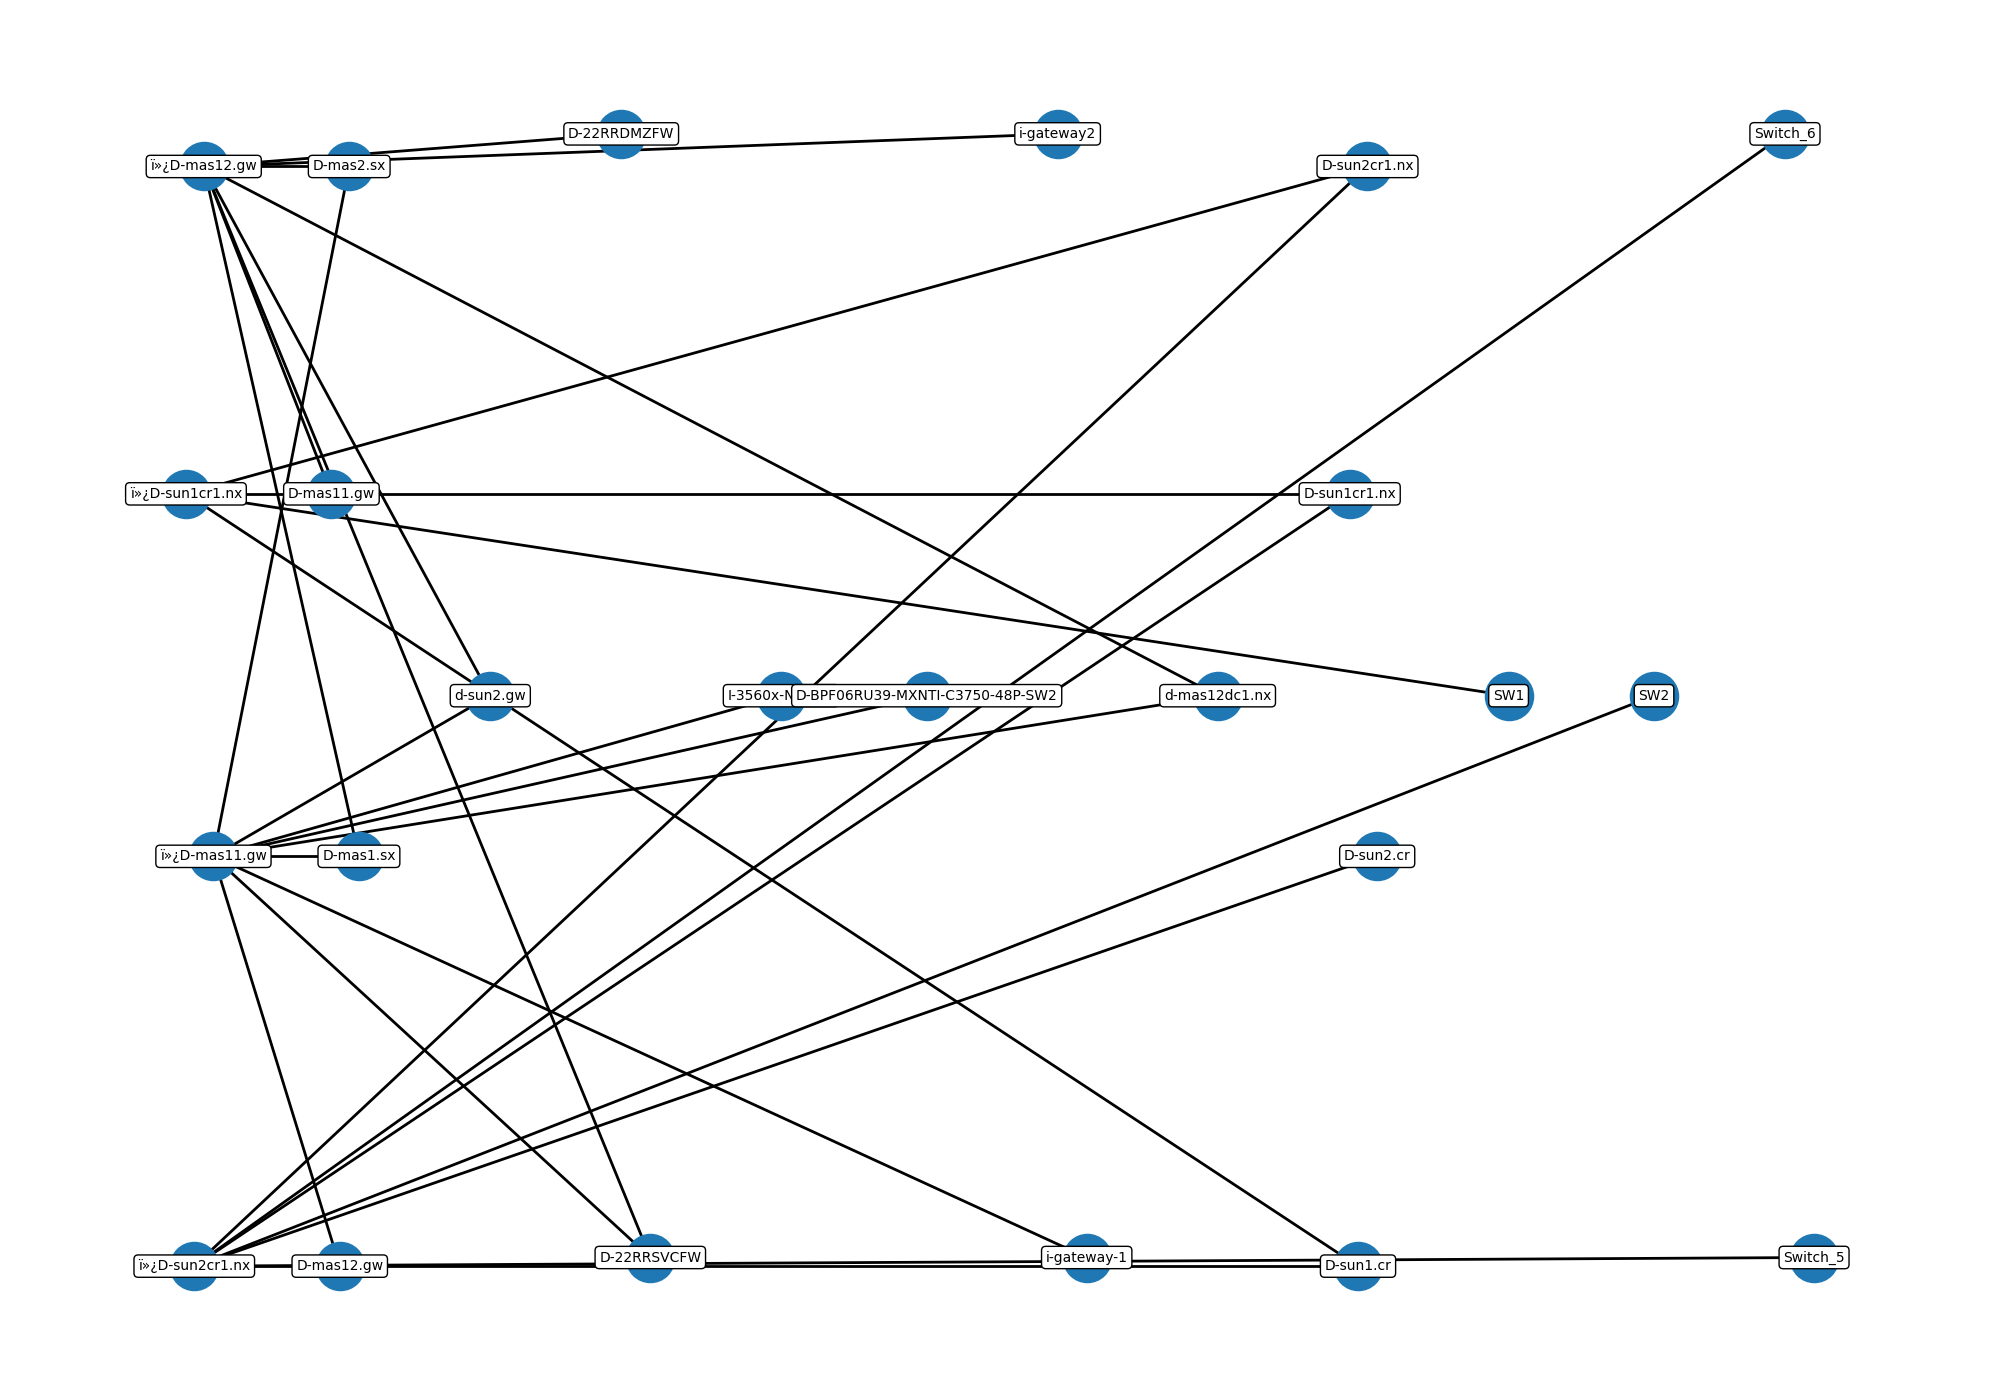 D-22RRDMZFW
i-gateway2
Switch_6
ï»¿D-mas12.gw
D-mas2.sx
D-sun2cr1.nx
ï»¿D-sun1cr1.nx
D-mas11.gw
D-sun1cr1.nx
d-sun2.gw
I-3560x-N
D-BPF06RU39-MXNTI-C3750-48P-SW2
d-mas12dc1.nx
SW1
SW2
ï»¿D-mas11.gw
D-mas1.sx
D-sun2.cr
ï»¿D-sun2cr1.nx
D-mas12.gw
D-22RRSVCFW
i-gateway-1
D-sun1.cr
Switch_5